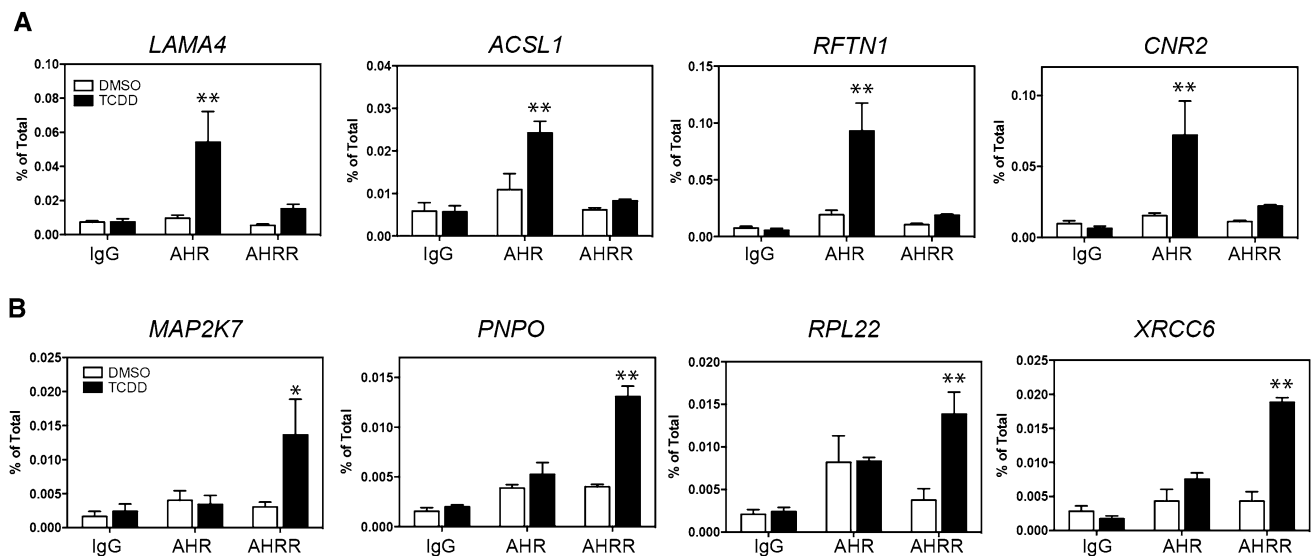 A
LAMA4
ACSL1
RFTN1
CNR2
% of Total
0.10
0.08
0.06
0.04
0.02
0.00
DMSO
TCDD
**
IgG AHR AHRR
% of Total
0.04
0.03
0.02
0.01
0.00
**
IgG AHR AHRR
% of Total
0.15
0.10
0.05
0.00
**
IgG AHR AHRR
% of Total
0.10
0.05
0.00
**
IgG AHR AHRR
B
MAP2K7
PNPO
RPL22
XRCC6
% of Total
0.025
0.020
0.015
0.010
0.005
0.000
DMSO
TCDD
*
IgG AHR AHRR
% of Total
0.015
0.010
0.005
0.000
**
IgG AHR AHRR
% of Total
0.020
0.015
0.010
0.005
0.000
**
IgG AHR AHRR
% of Total
0.025
0.020
0.015
0.010
0.005
0.000
**
IgG AHR AHRR